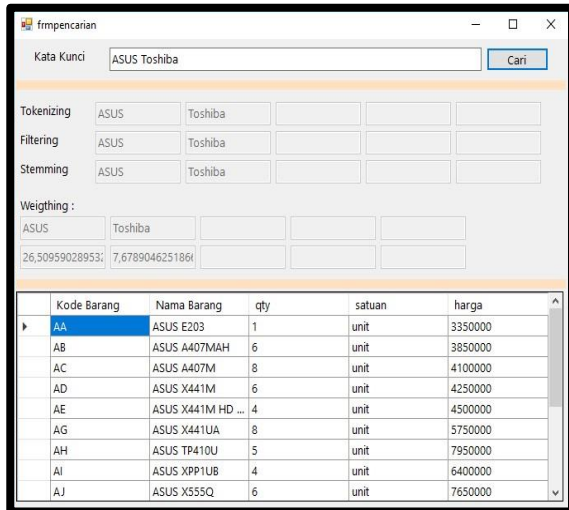 frmpencarian
Kata Kunci ASUS Toshiba Cari
Tokenizing ASUS Toshiba
Filtering ASUS Toshiba
Stemming ASUS Toshiba
Weigthing :
ASUS Toshiba
26,509590289532 7,6789046251866
Kode Barang Nama Barang qty satuan harga
AA ASUS E203 1 unit 3350000
AB ASUS A407MAH 6 unit 3850000
AC ASUS A407M 8 unit 4100000
AD ASUS X441M 6 unit 4250000
AE ASUS X441M HD ... 4 unit 4500000
AG ASUS X441UA 8 unit 5750000
AH ASUS TP410U 5 unit 7950000
AI ASUS XPP1UB 4 unit 6400000
AJ ASUS X555Q 6 unit 7650000